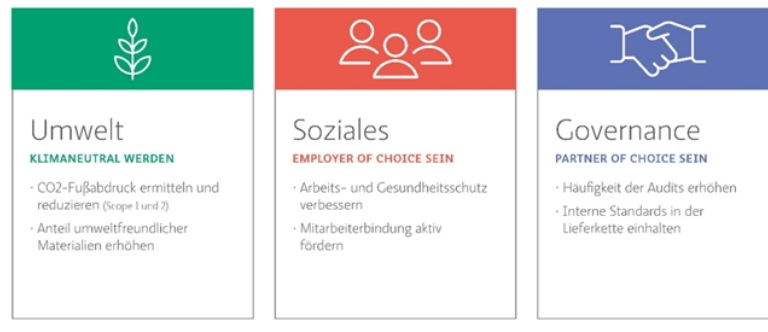 Umwelt
KLIMANEUTRAL WERDEN
· CO2-Fußabdruck ermitteln und
reduzieren (Scope 1 und 2)
· Anteil umweltfreundlicher
Materialien erhöhen
Soziales
EMPLOYER OF CHOICE SEIN
· Arbeits- und Gesundheitsschutz
verbessern
· Mitarbeiterbindung aktiv
fördern
Governance
PARTNER OF CHOICE SEIN
· Häufigkeit der Audits erhöhen
· Interne Standards in der
Lieferkette einhalten